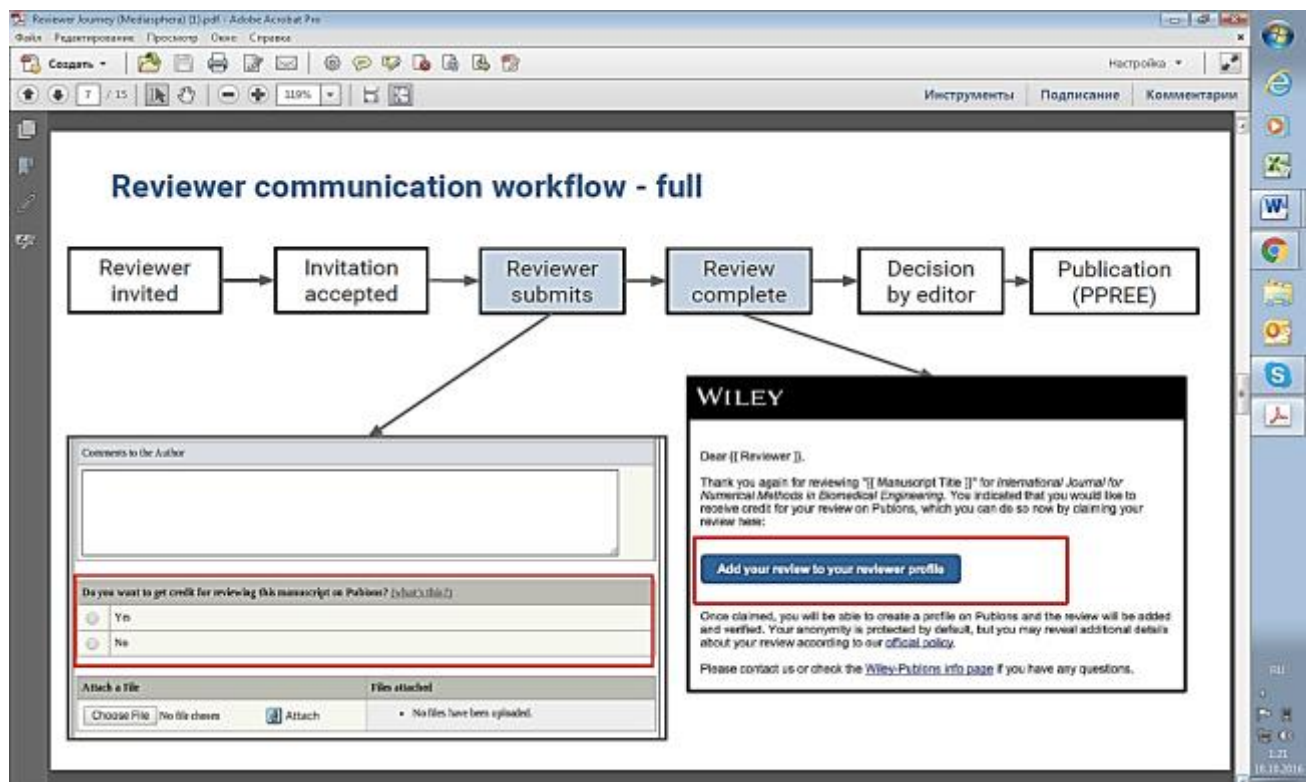 Reviewer Journey (Mediasphera) (1).pdf - Adobe Acrobat Pro
Файл Редактирование Просмотр Окно Справка
Создать
Настройка
7 / 15
119%
Инструменты Подписание Комментарии
Reviewer communication workflow - full
Reviewer
invited
Invitation
accepted
Reviewer
submits
Review
complete
Decision
by editor
Publication
(PPREE)
Comments to the Author
Do you want to get credit for reviewing this manuscript on Publons? (what's this?)
Yes
No
Attach a File
Files attached
Choose File No file chosen
Attach
• No files have been uploaded.
WILEY
Dear {[ Reviewer ]},
Thank you again for reviewing "{[ Manuscript Title ]}" for International Journal for
Numerical Methods in Biomedical Engineering. You indicated that you would like to
receive credit for your review on Publons, which you can do so now by claiming your
review here:
Add your review to your reviewer profile
Once claimed, you will be able to create a profile on Publons and the review will be added
and verified. Your anonymity is protected by default, but you may reveal additional details
about your review according to our official policy.
Please contact us or check the Wiley-Publons info page if you have any questions.
RU
1:21
10.10.2016